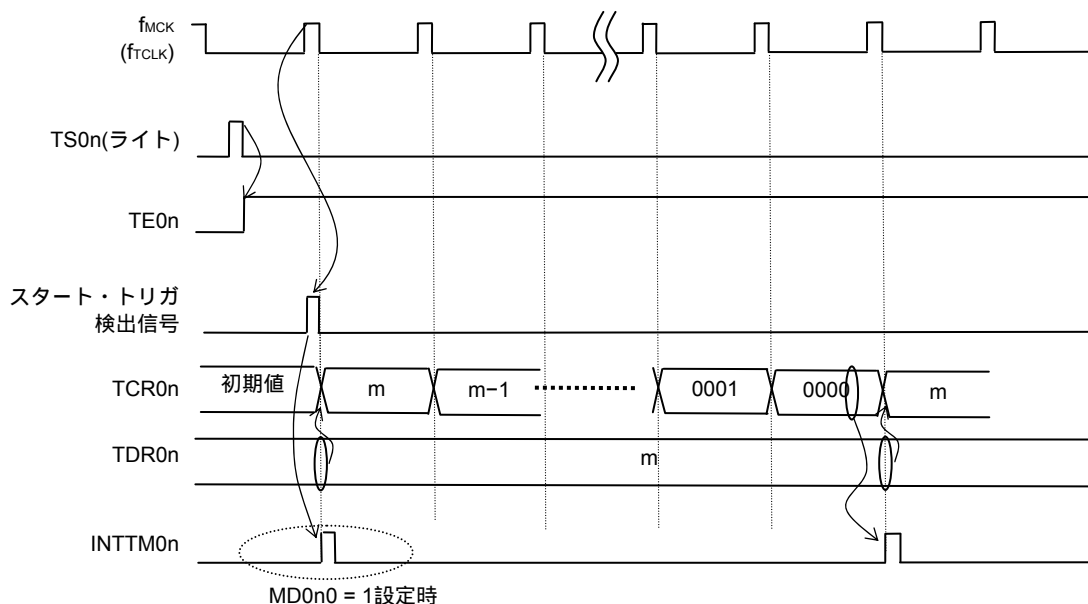 fMCK
(fTCLK)
TS0n(ライト)
TE0n
スタート・トリガ
検出信号
TCR0n 初期値 m m−1 0001 0000 m
TDR0n m
INTTM0n
MD0n0 = 1設定時